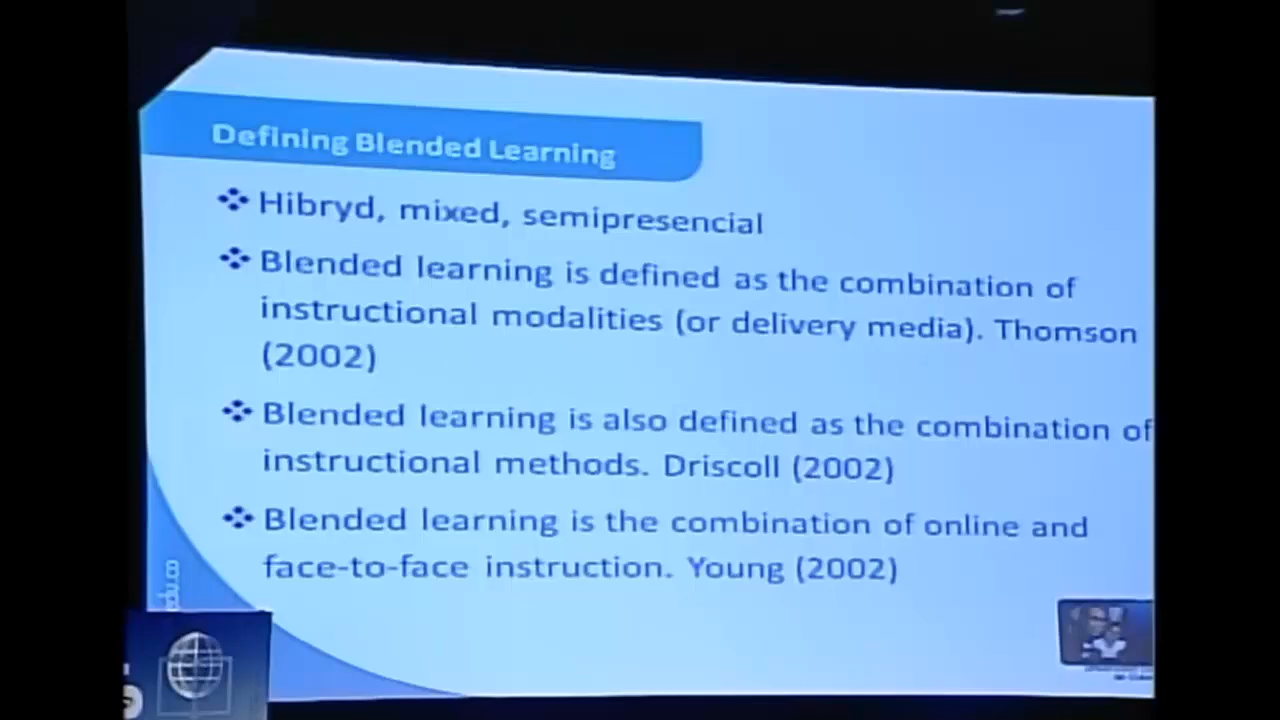 Defining Blended Learning
Hibryd, mixed, semipresencial
Blended learning is defined as the combination of
instructional modalities (or delivery media). Thomson
(2002)
Blended learning is also defined as the combination of
instructional methods. Driscoll (2002)
Blended learning is the combination of online and
face-to-face instruction. Young (2002)
edu.co